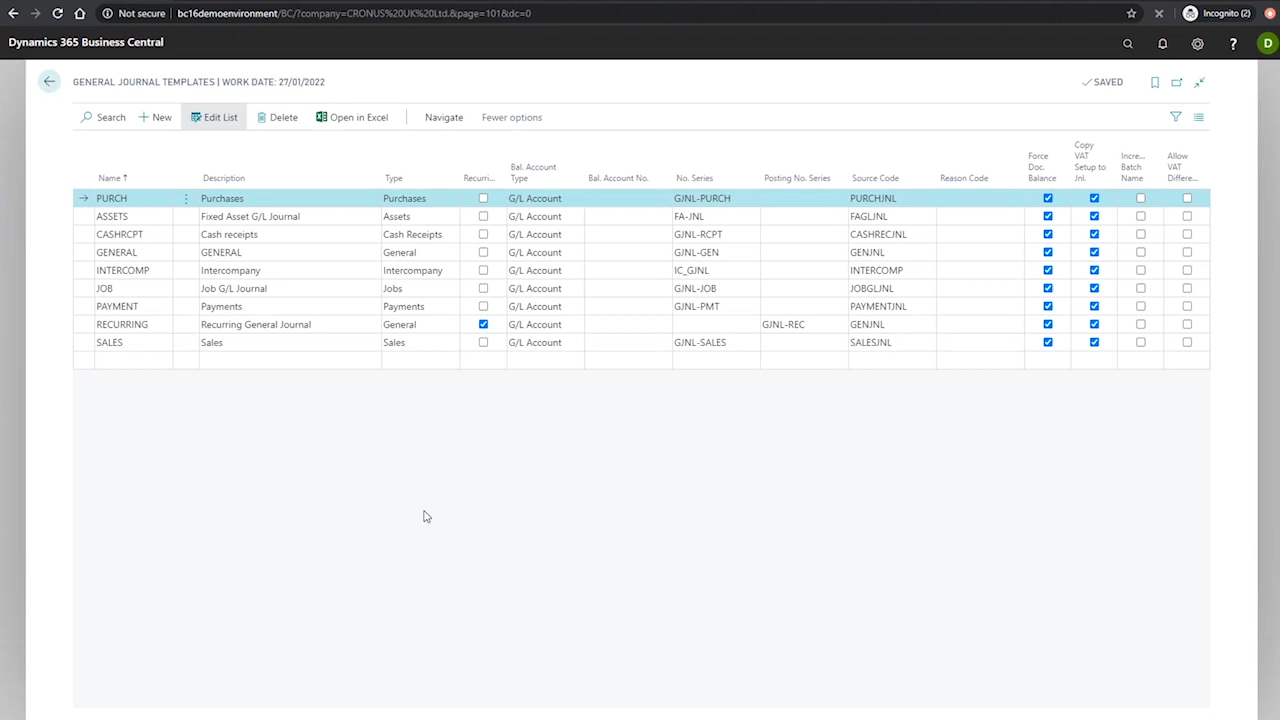 Not secure bc16demoenvironment/BC/?company=CRONUS%20UK%20Ltd.&page=101&dc=0 Incognito (2)
Dynamics 365 Business Central ? D
GENERAL JOURNAL TEMPLATES | WORK DATE: 27/01/2022 SAVED
Search New Edit List Delete Open in Excel Navigate Fewer options
Name Description Type Recurri... Bal. Account Type Bal. Account No. No. Series Posting No. Series Source Code Reason Code Force Doc. Balance Copy VAT Setup to Jnl. Incre... Batch Name Allow VAT Differe...
PURCH Purchases Purchases G/L Account GJNL-PURCH PURCHJNL
ASSETS Fixed Asset G/L Journal Assets G/L Account FA-JNL FAGLJNL
CASHRCPT Cash receipts Cash Receipts G/L Account GJNL-RCPT CASHRECJNL
GENERAL GENERAL General G/L Account GJNL-GEN GENJNL
INTERCOMP Intercompany Intercompany G/L Account IC_GJNL INTERCOMP
JOB Job G/L Journal Jobs G/L Account GJNL-JOB JOBGLJNL
PAYMENT Payments Payments G/L Account GJNL-PMT PAYMENTJNL
RECURRING Recurring General Journal General G/L Account GJNL-REC GENJNL
SALES Sales Sales G/L Account GJNL-SALES SALESJNL